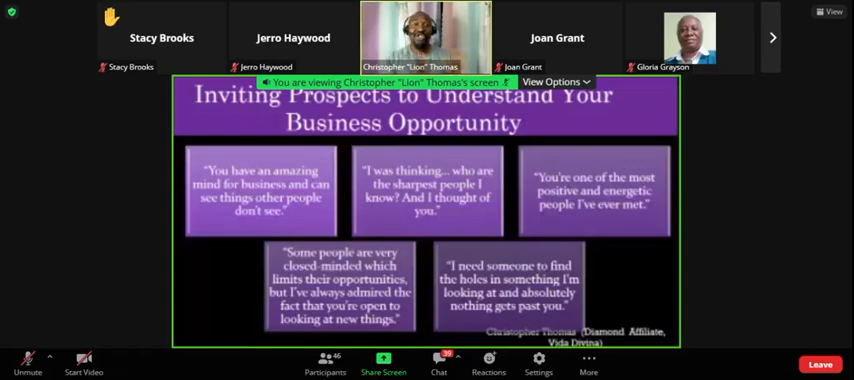 View
Stacy Brooks
Jerro Haywood
Joan Grant
Stacy Brooks
Jerro Haywood
Christopher "Lion" Thomas
Joan Grant
Gloria Grayson
You are viewing Christopher "Lion" Thomas's screen
View Options
Inviting Prospects to Understand Your
Business Opportunity
"You have an amazing
mind for business and can
see things other people
don't see."
"I was thinking... who are
the sharpest people I
know? And I thought of
you."
"You're one of the most
positive and energetic
people I've ever met."
"Some people are very
closed-minded which
limits their opportunities,
but I've always admired the
fact that you're open to
looking at new things."
"I need someone to find
the holes in something I'm
looking at and absolutely
nothing gets past you."
Christopher Thomas (Diamond Affiliate,
Vida Divina)
46
39
Unmute
Start Video
Participants
Share Screen
Chat
Reactions
Settings
More
Leave